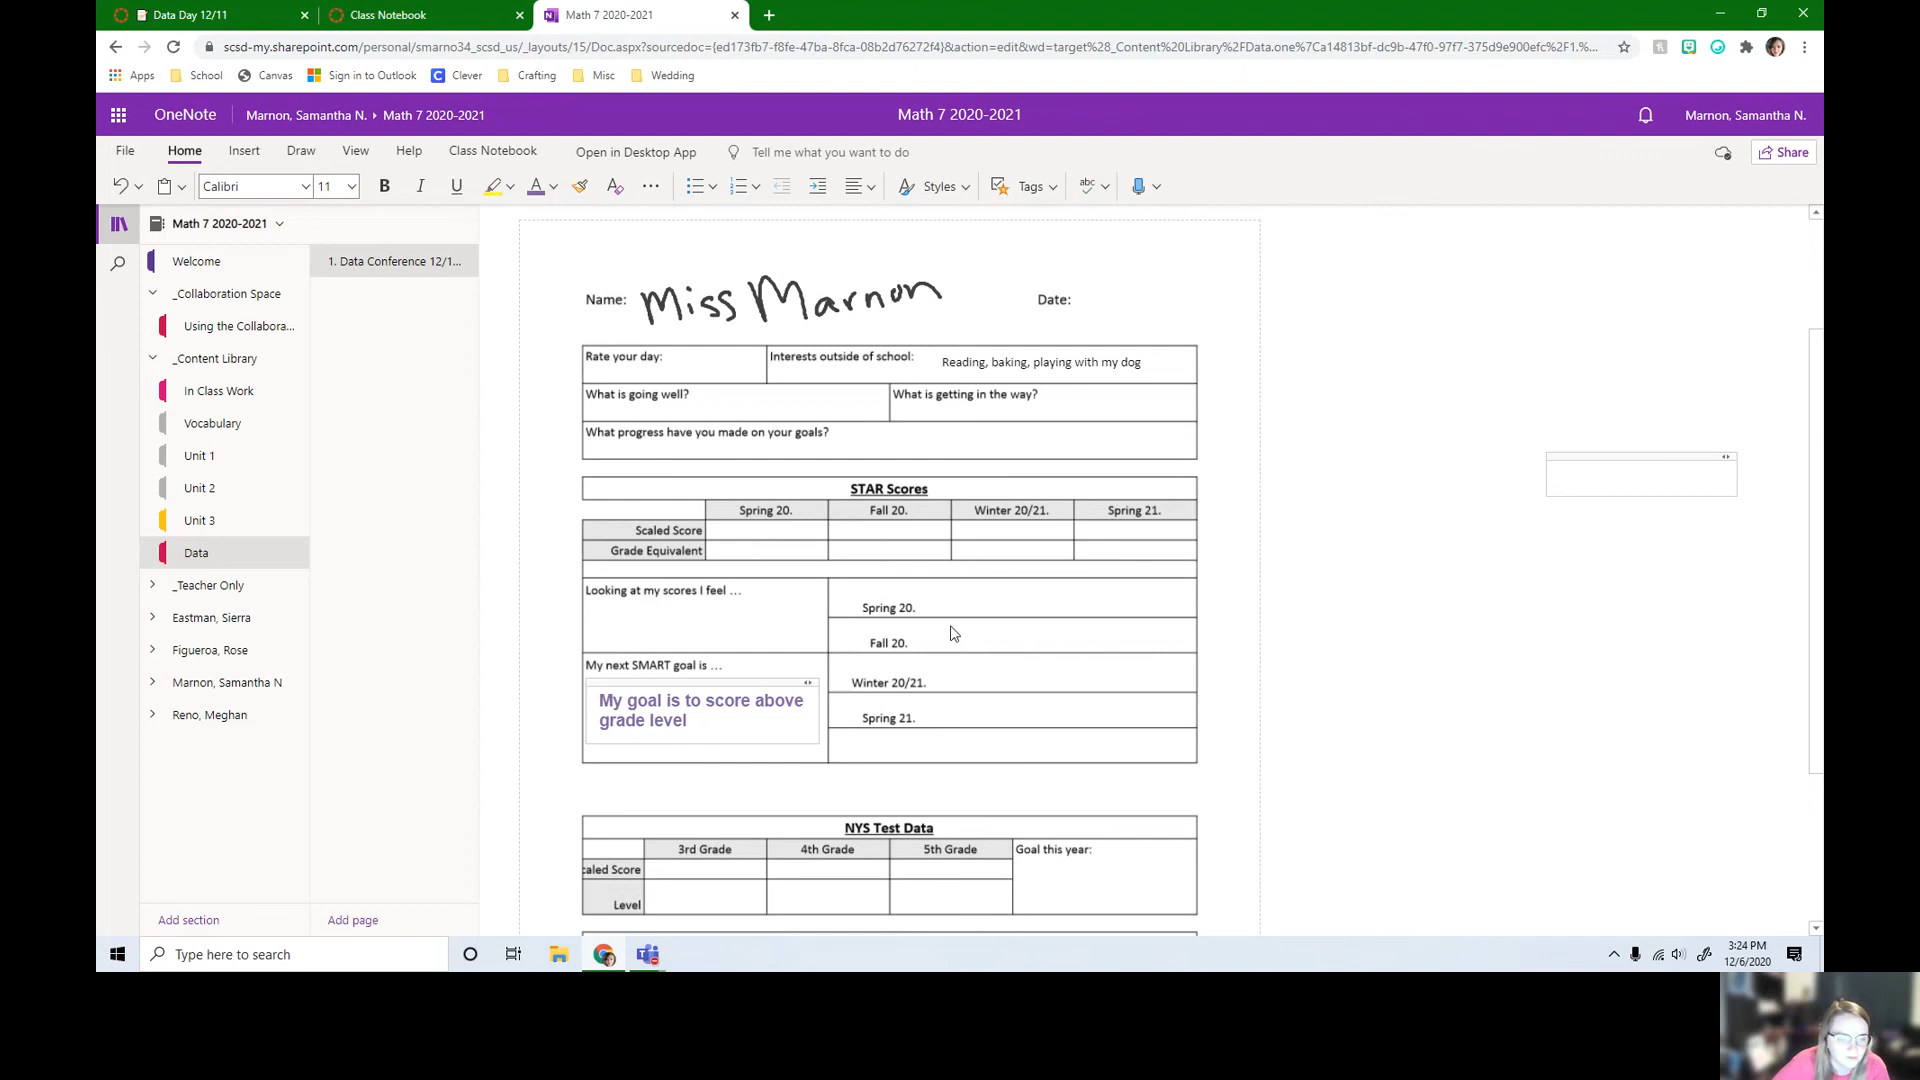 Data Day 12/11
Class Notebook
Math 7 2020-2021
scsd-my.sharepoint.com/personal/smarno34_scsd_us/_layouts/15/Doc.aspx?sourcedoc={ed173fb7-f8fe-47ba-8fca-08b2d76272f4}&action=edit&wd=target%28_Content%20Library%2FData.one%7Ca14813bf-dc9b-47f0-97f7-375d9e900efc%2F1.%...
Apps School Canvas Sign in to Outlook Clever Crafting Misc Wedding
OneNote Marnon, Samantha N. ▸ Math 7 2020-2021 Math 7 2020-2021 Marnon, Samantha N.
File Home Insert Draw View Help Class Notebook Open in Desktop App Tell me what you want to do Share
Calibri 11 B I U A Styles Tags abc
Math 7 2020-2021
Welcome
_Collaboration Space
Using the Collabora...
_Content Library
In Class Work
Vocabulary
Unit 1
Unit 2
Unit 3
Data
_Teacher Only
Eastman, Sierra
Figueroa, Rose
Marnon, Samantha N
Reno, Meghan
Add section
1. Data Conference 12/1...
Add page
Name: Miss Marnon Date:
Rate your day: Interests outside of school: Reading, baking, playing with my dog
What is going well? What is getting in the way?
What progress have you made on your goals?
STAR Scores
Spring 20. Fall 20. Winter 20/21. Spring 21.
Scaled Score
Grade Equivalent
Looking at my scores I feel ...
Spring 20.
Fall 20.
My next SMART goal is ...
My goal is to score above
grade level
Winter 20/21.
Spring 21.
NYS Test Data
3rd Grade 4th Grade 5th Grade Goal this year:
caled Score
Level
Type here to search
3:24 PM
12/6/2020